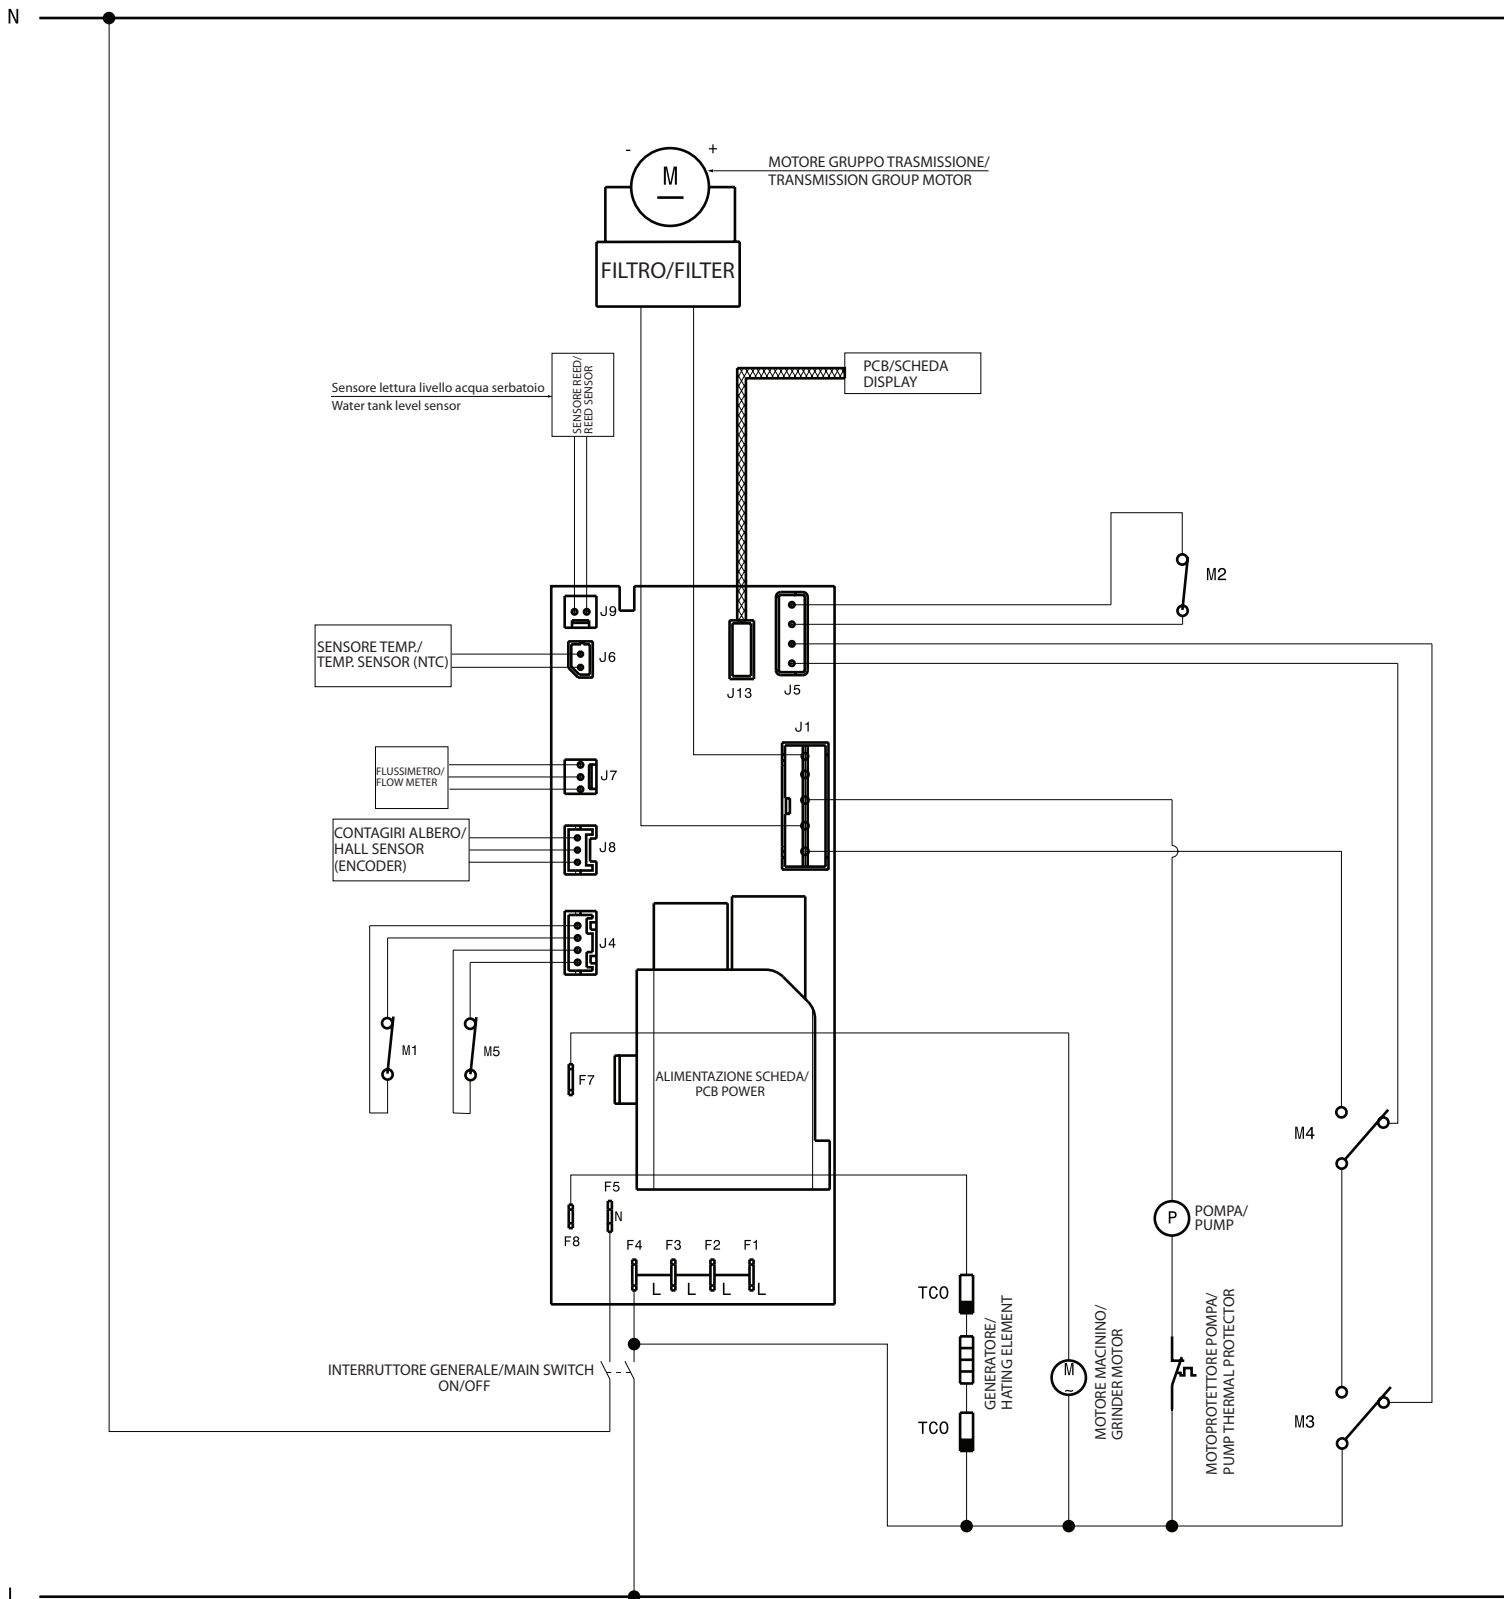 N
- +
M
MOTORE GRUPPO TRASMISSIONE/
TRANSMISSION GROUP MOTOR
FILTRO/FILTER
Sensore lettura livello acqua serbatoio
Water tank level sensor
SENSORE REED/
REED SENSOR
PCB/SCHEDA
DISPLAY
M2
J9
SENSORE TEMP./
TEMP. SENSOR (NTC)
J6
J13
J5
J1
FLUSSIMETRO/
FLOW METER
J7
CONTAGIRI ALBERO/
HALL SENSOR
(ENCODER)
J8
J4
M1
M5
F7
ALIMENTAZIONE SCHEDA/
PCB POWER
M4
F5
N
F8
P
POMPA/
PUMP
F4 F3 F2 F1
L L L L
TCO
GENERATORE/
HATING ELEMENT
TCO
M
~
MOTORE MACININO/
GRINDER MOTOR
MOTOPROTETTORE POMPA/
PUMP THERMAL PROTECTOR
M3
INTERRUTTORE GENERALE/MAIN SWITCH
ON/OFF
L